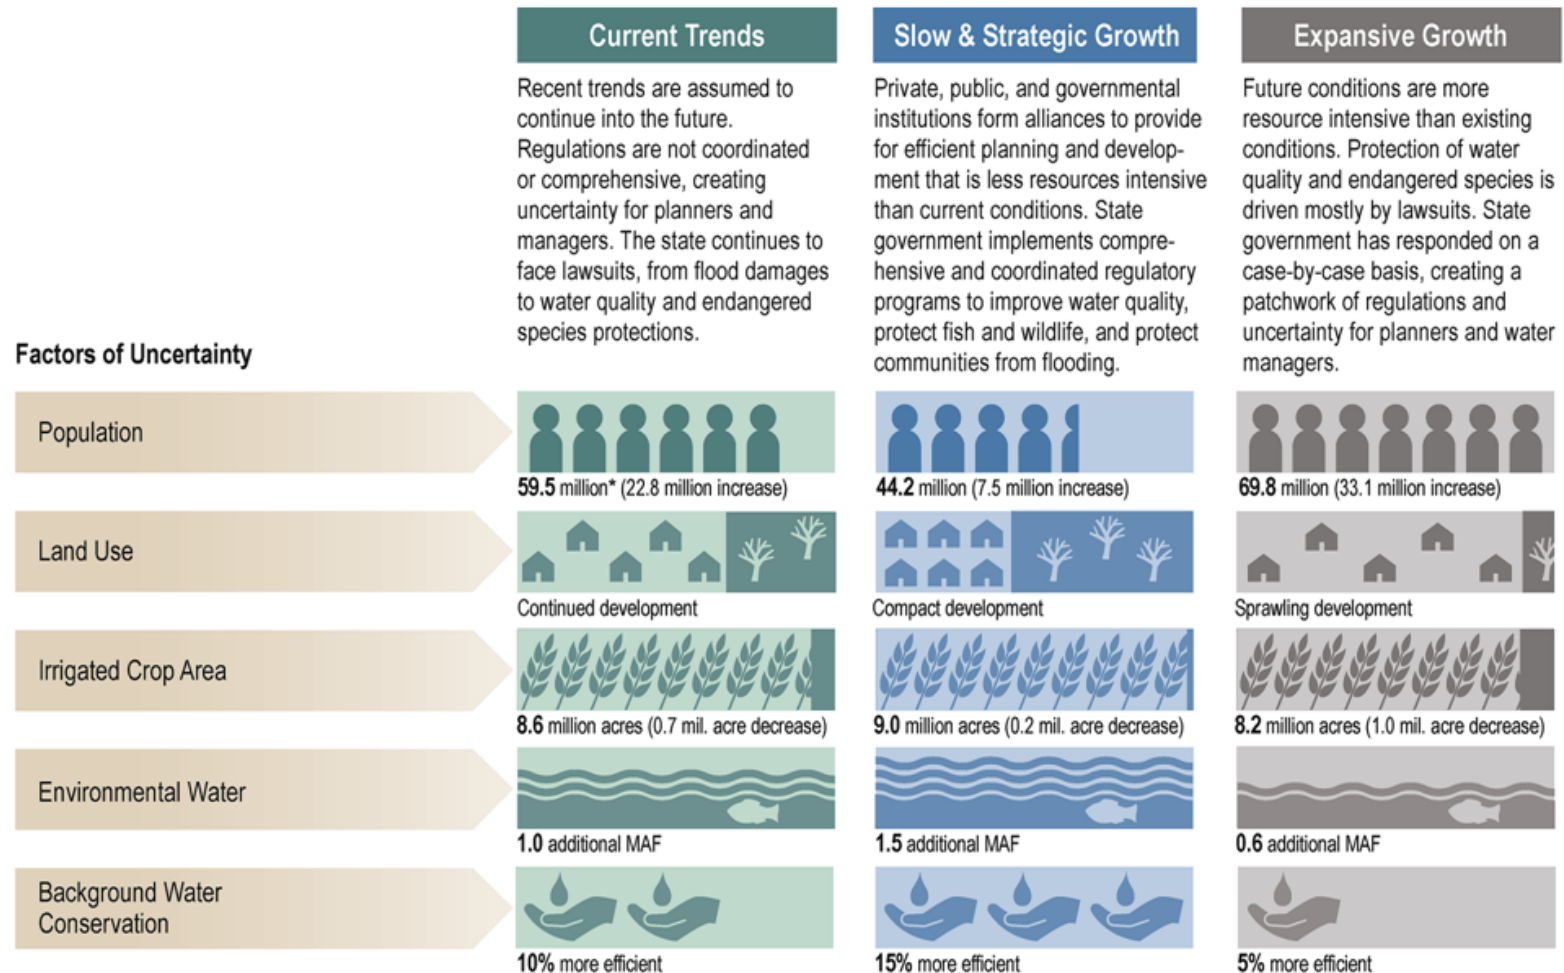 Current Trends
Recent trends are assumed to
continue into the future.
Regulations are not coordinated
or comprehensive, creating
uncertainty for planners and
managers. The state continues to
face lawsuits, from flood damages
to water quality and endangered
species protections.
Slow & Strategic Growth
Private, public, and governmental
institutions form alliances to provide
for efficient planning and develop-
ment that is less resources intensive
than current conditions. State
government implements compre-
hensive and coordinated regulatory
programs to improve water quality,
protect fish and wildlife, and protect
communities from flooding.
Expansive Growth
Future conditions are more
resource intensive than existing
conditions. Protection of water
quality and endangered species is
driven mostly by lawsuits. State
government has responded on a
case-by-case basis, creating a
patchwork of regulations and
uncertainty for planners and water
managers.
Factors of Uncertainty
Population
59.5 million* (22.8 million increase)
44.2 million (7.5 million increase)
69.8 million (33.1 million increase)
Land Use
Continued development
Compact development
Sprawling development
Irrigated Crop Area
8.6 million acres (0.7 mil. acre decrease)
9.0 million acres (0.2 mil. acre decrease)
8.2 million acres (1.0 mil. acre decrease)
Environmental Water
1.0 additional MAF
1.5 additional MAF
0.6 additional MAF
Background Water
Conservation
10% more efficient
15% more efficient
5% more efficient